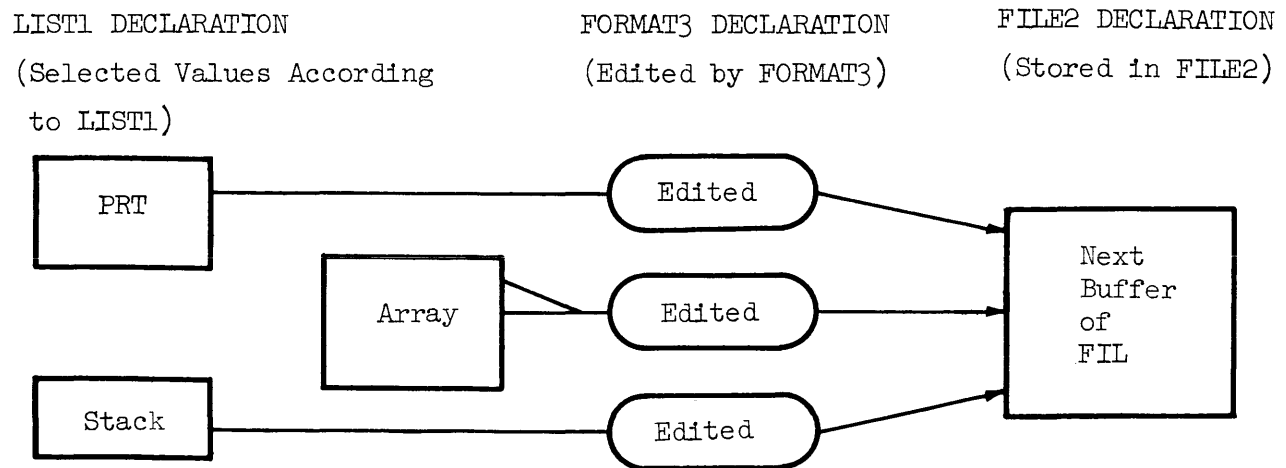 LIST1 DECLARATION
(Selected Values According
to LIST1)
FORMAT3 DECLARATION
(Edited by FORMAT3)
FILE2 DECLARATION
(Stored in FILE2)
PRT
Edited
Array
Edited
Stack
Edited
Next
Buffer
of
FIL